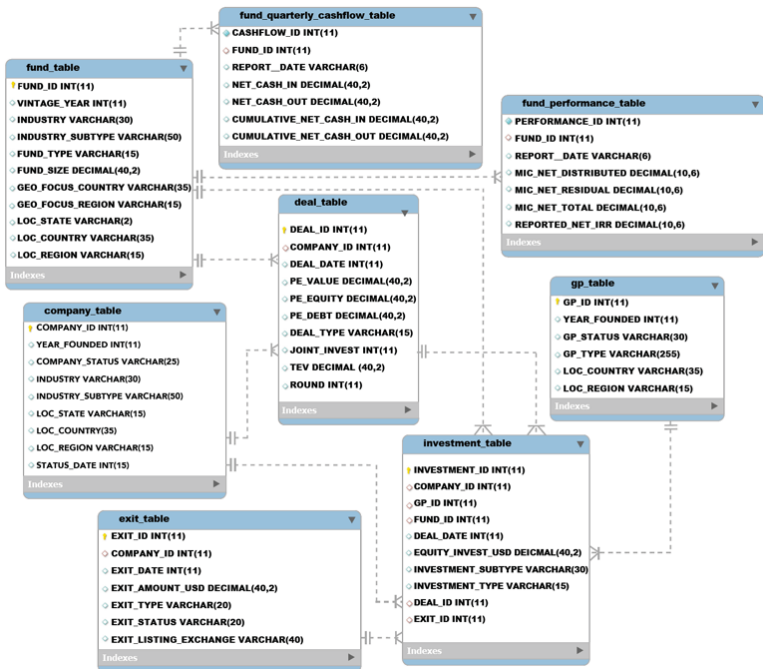 fund_quarterly_cashflow_table
CASHFLOW_ID INT(11)
FUND_ID INT(11)
REPORT__DATE VARCHAR(6)
NET_CASH_IN DECIMAL(40,2)
NET_CASH_OUT DECIMAL(40,2)
CUMULATIVE_NET_CASH_IN DECIMAL(40,2)
CUMULATIVE_NET_CASH_OUT DECIMAL(40,2)
Indexes
fund_table
FUND_ID INT(11)
VINTAGE_YEAR INT(11)
INDUSTRY VARCHAR(30)
INDUSTRY_SUBTYPE VARCHAR(50)
FUND_TYPE VARCHAR(15)
FUND_SIZE DECIMAL(40,2)
GEO_FOCUS_COUNTRY VARCHAR(35)
GEO_FOCUS_REGION VARCHAR(15)
LOC_STATE VARCHAR(2)
LOC_COUNTRY VARCHAR(35)
LOC_REGION VARCHAR(15)
Indexes
fund_performance_table
PERFORMANCE_ID INT(11)
FUND_ID INT(11)
REPORT__DATE VARCHAR(6)
MIC_NET_DISTRIBUTED DECIMAL(10,6)
MIC_NET_RESIDUAL DECIMAL(10,6)
MIC_NET_TOTAL DECIMAL(10,6)
REPORTED_NET_IRR DECIMAL(10,6)
Indexes
deal_table
DEAL_ID INT(11)
COMPANY_ID INT(11)
DEAL_DATE INT(11)
PE_VALUE DECIMAL(40,2)
PE_EQUITY DECIMAL(40,2)
PE_DEBT DECIMAL(40,2)
DEAL_TYPE VARCHAR(15)
JOINT_INVEST INT(11)
TEV DECIMAL (40,2)
ROUND INT(11)
Indexes
gp_table
GP_ID INT(11)
YEAR_FOUNDED INT(11)
GP_STATUS VARCHAR(30)
GP_TYPE VARCHAR(255)
LOC_COUNTRY VARCHAR(35)
LOC_REGION VARCHAR(15)
Indexes
company_table
COMPANY_ID INT(11)
YEAR_FOUNDED INT(11)
COMPANY_STATUS VARCHAR(25)
INDUSTRY VARCHAR(30)
INDUSTRY_SUBTYPE VARCHAR(50)
LOC_STATE VARCHAR(15)
LOC_COUNTRY(35)
LOC_REGION VARCHAR(15)
STATUS_DATE INT(15)
Indexes
investment_table
INVESTMENT_ID INT(11)
COMPANY_ID INT(11)
GP_ID INT(11)
FUND_ID INT(11)
DEAL_DATE INT(11)
EQUITY_INVEST_USD DEICMAL(40,2)
INVESTMENT_SUBTYPE VARCHAR(30)
INVESTMENT_TYPE VARCHAR(15)
DEAL_ID INT(11)
EXIT_ID INT(11)
Indexes
exit_table
EXIT_ID INT(11)
COMPANY_ID INT(11)
EXIT_DATE INT(11)
EXIT_AMOUNT_USD DECIMAL(40,2)
EXIT_TYPE VARCHAR(20)
EXIT_STATUS VARCHAR(20)
EXIT_LISTING_EXCHANGE VARCHAR(40)
Indexes